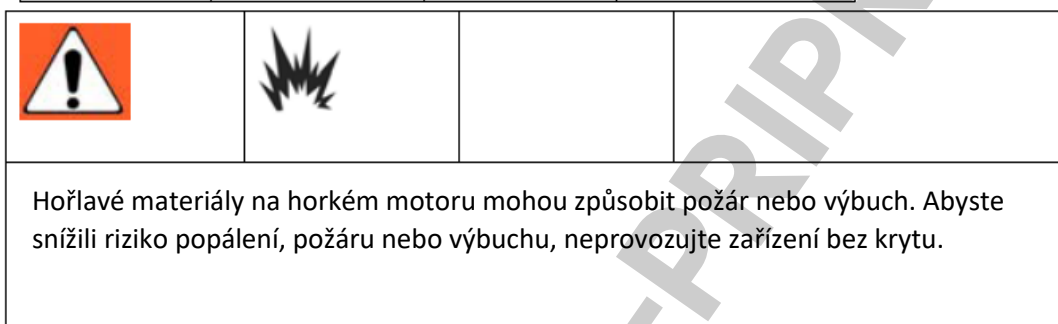 Hořlavé materiály na horkém motoru mohou způsobit požár nebo výbuch. Abyste
snížili riziko popálení, požáru nebo výbuchu, neprovozujte zařízení bez krytu.